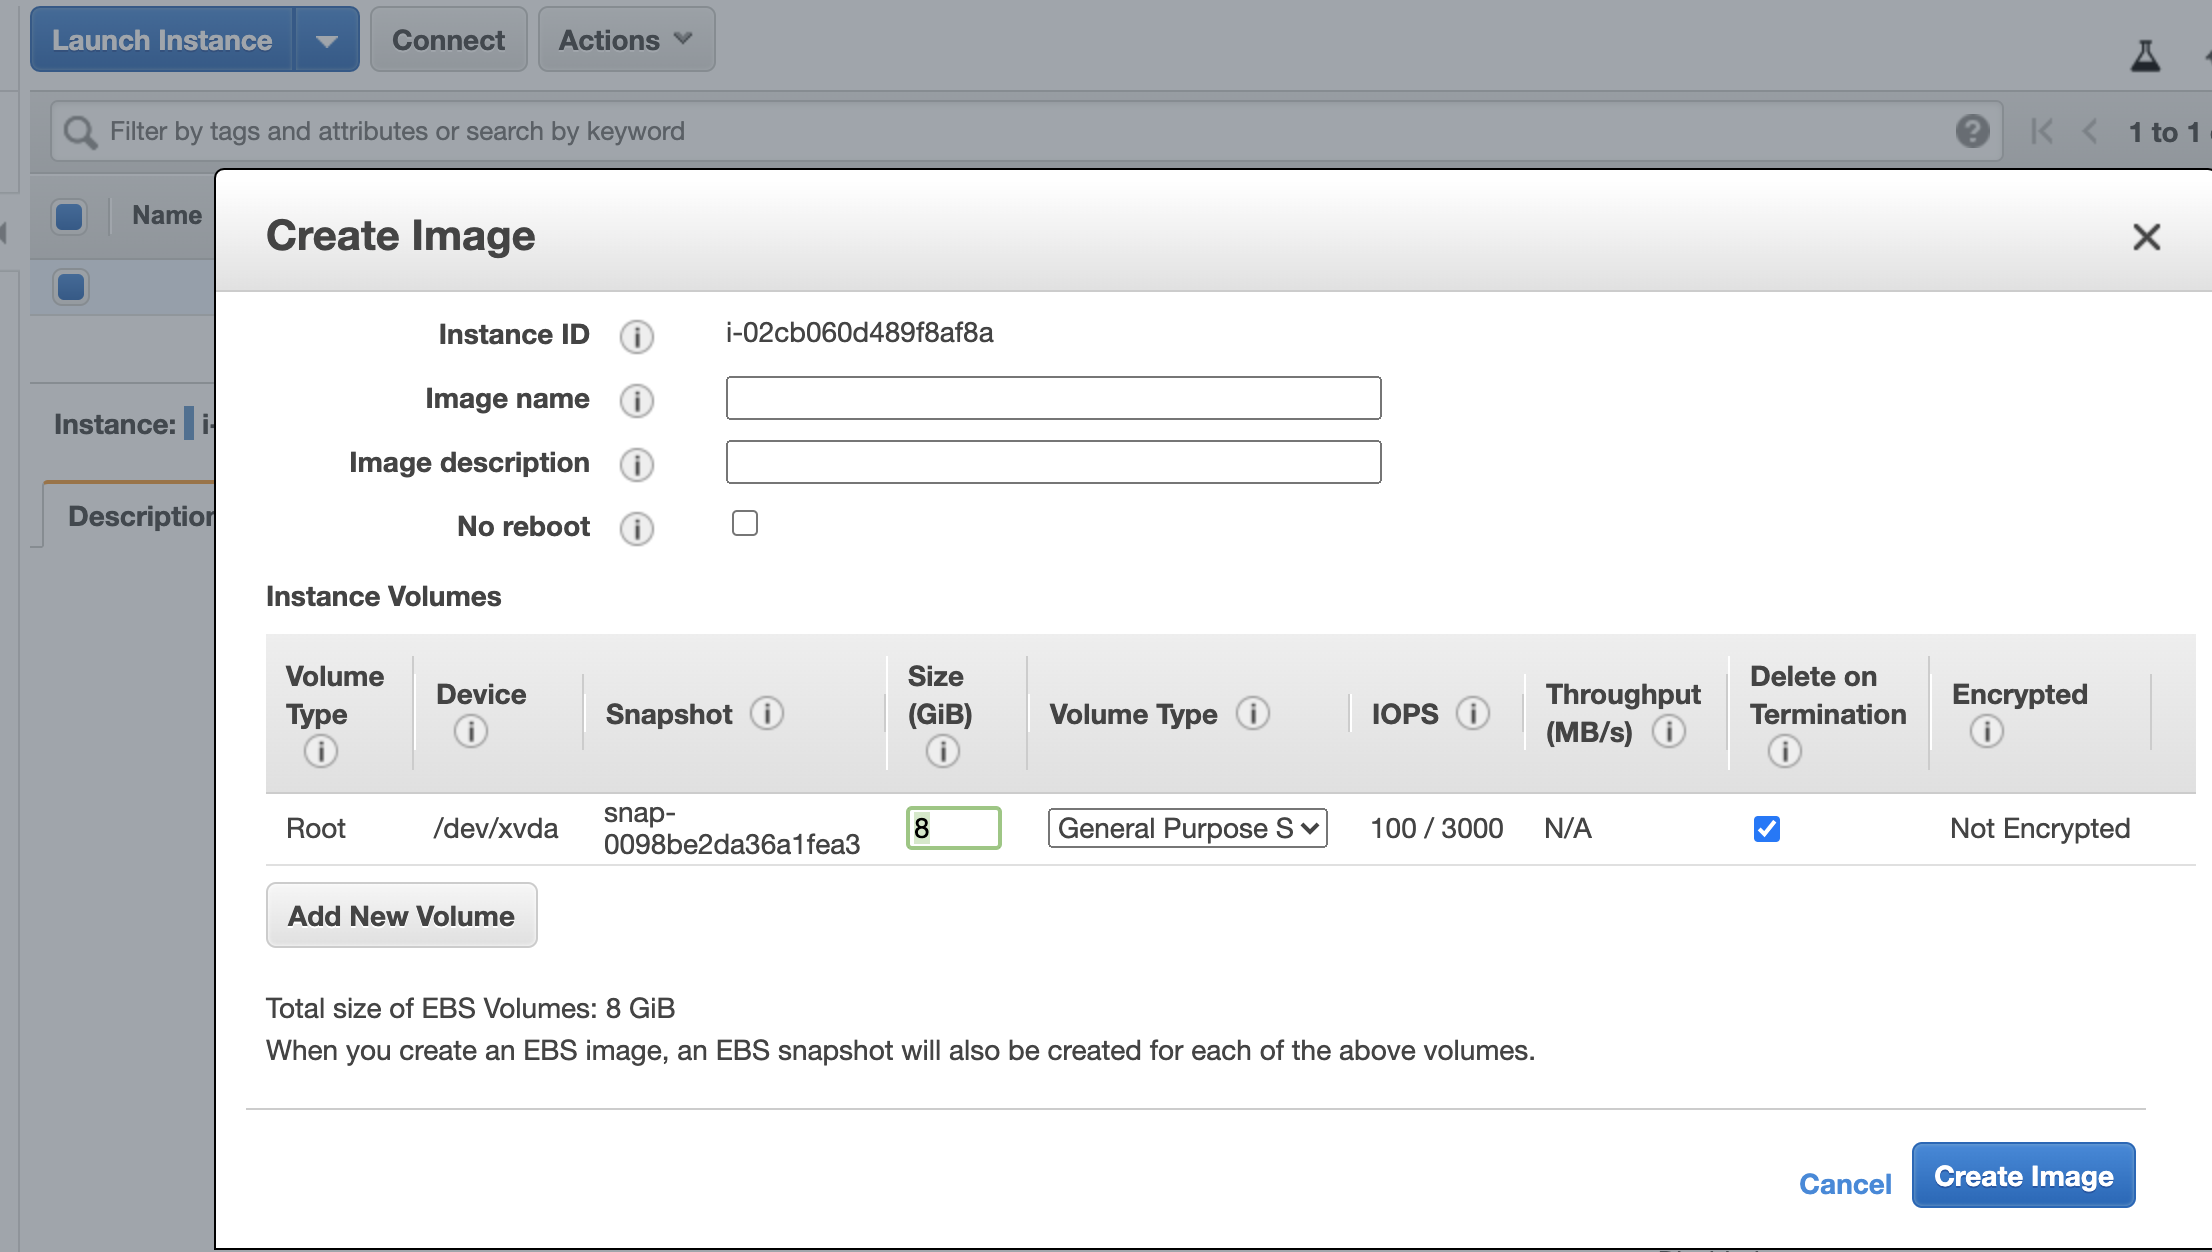 Launch Instance
Connect
Actions
Filter by tags and attributes or search by keyword
1 to 1
Name
Create Image
Instance ID i-02cb060d489f8af8a
Image name
Instance: i-
Image description
Description
No reboot
Instance Volumes
Volume Type
Device
Snapshot
Size (GiB)
Volume Type
IOPS
Throughput (MB/s)
Delete on Termination
Encrypted
Root
/dev/xvda
snap-
0098be2da36a1fea3
8
General Purpose S
100 / 3000
N/A
Not Encrypted
Add New Volume
Total size of EBS Volumes: 8 GiB
When you create an EBS image, an EBS snapshot will also be created for each of the above volumes.
Cancel
Create Image